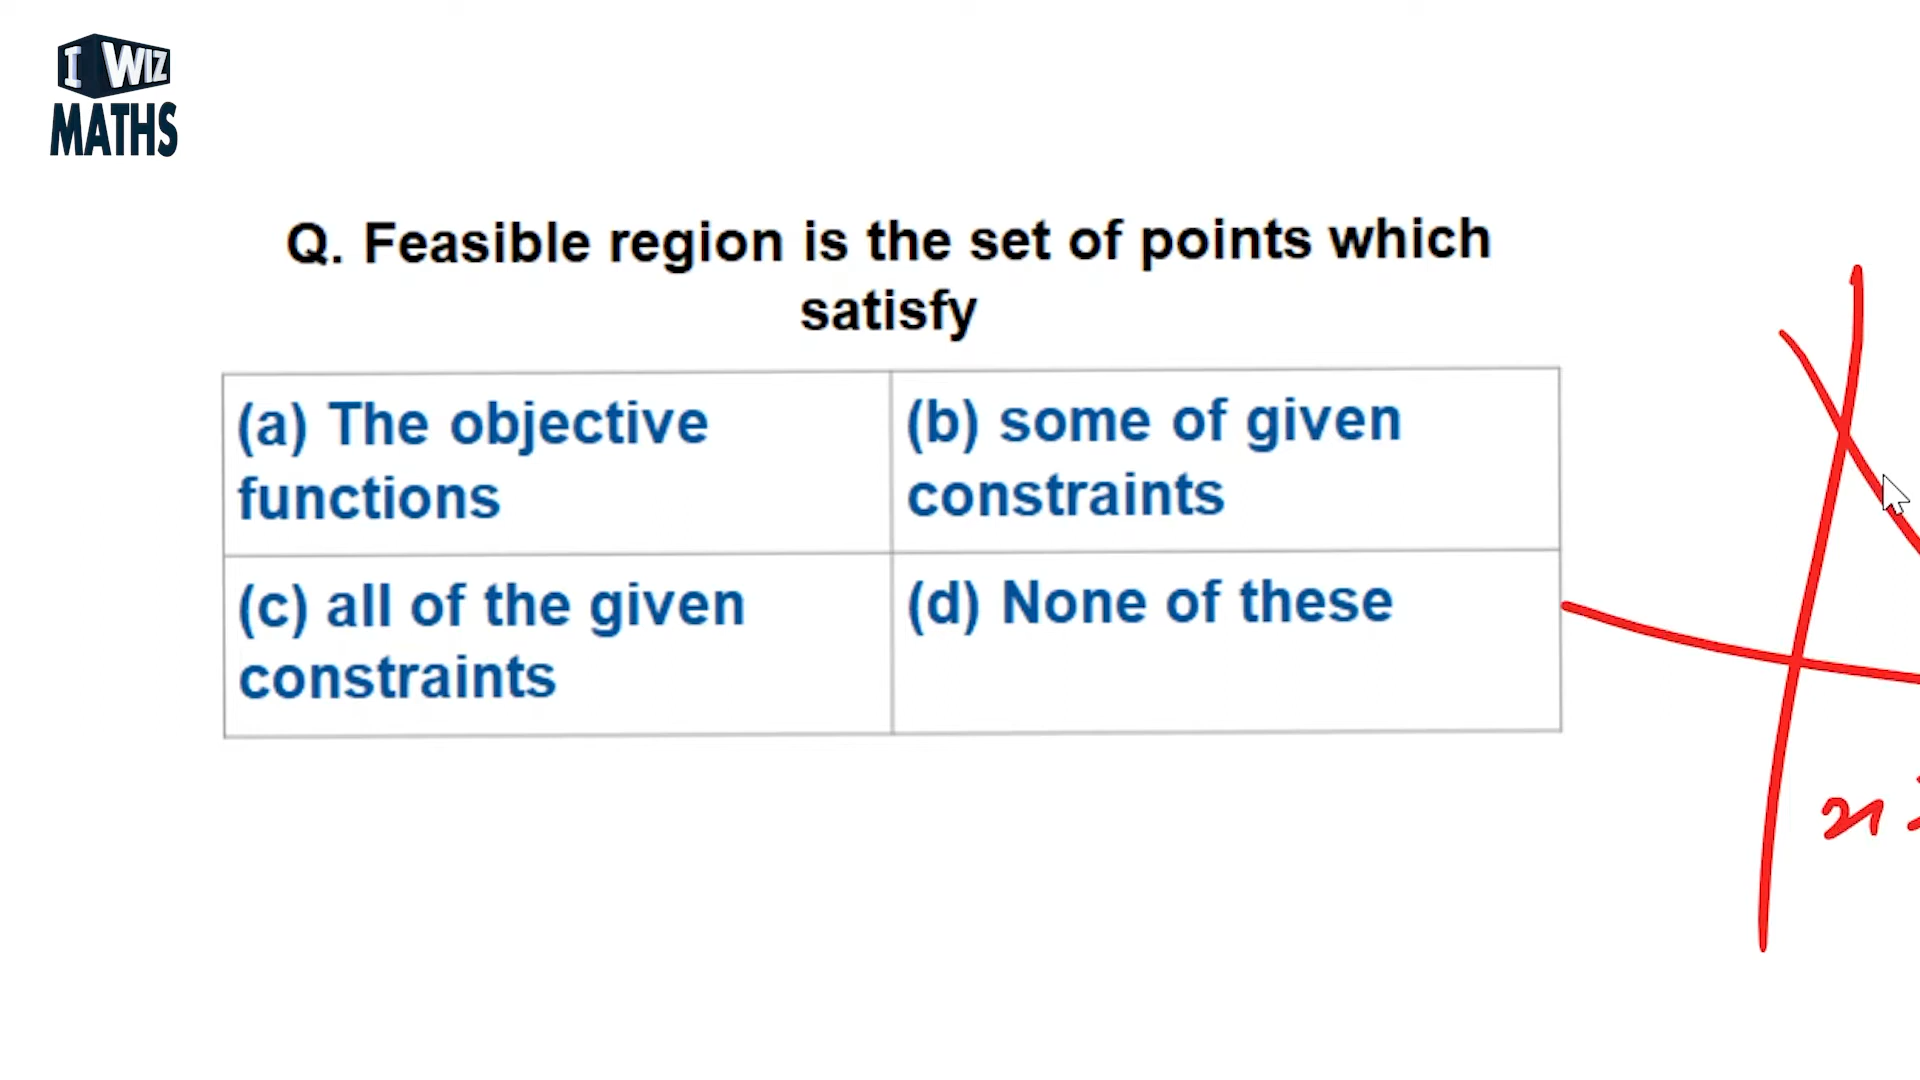 I WIZ
MATHS
Q. Feasible region is the set of points which
satisfy
(a) The objective
functions
(b) some of given
constraints
(c) all of the given
constraints
(d) None of these
x